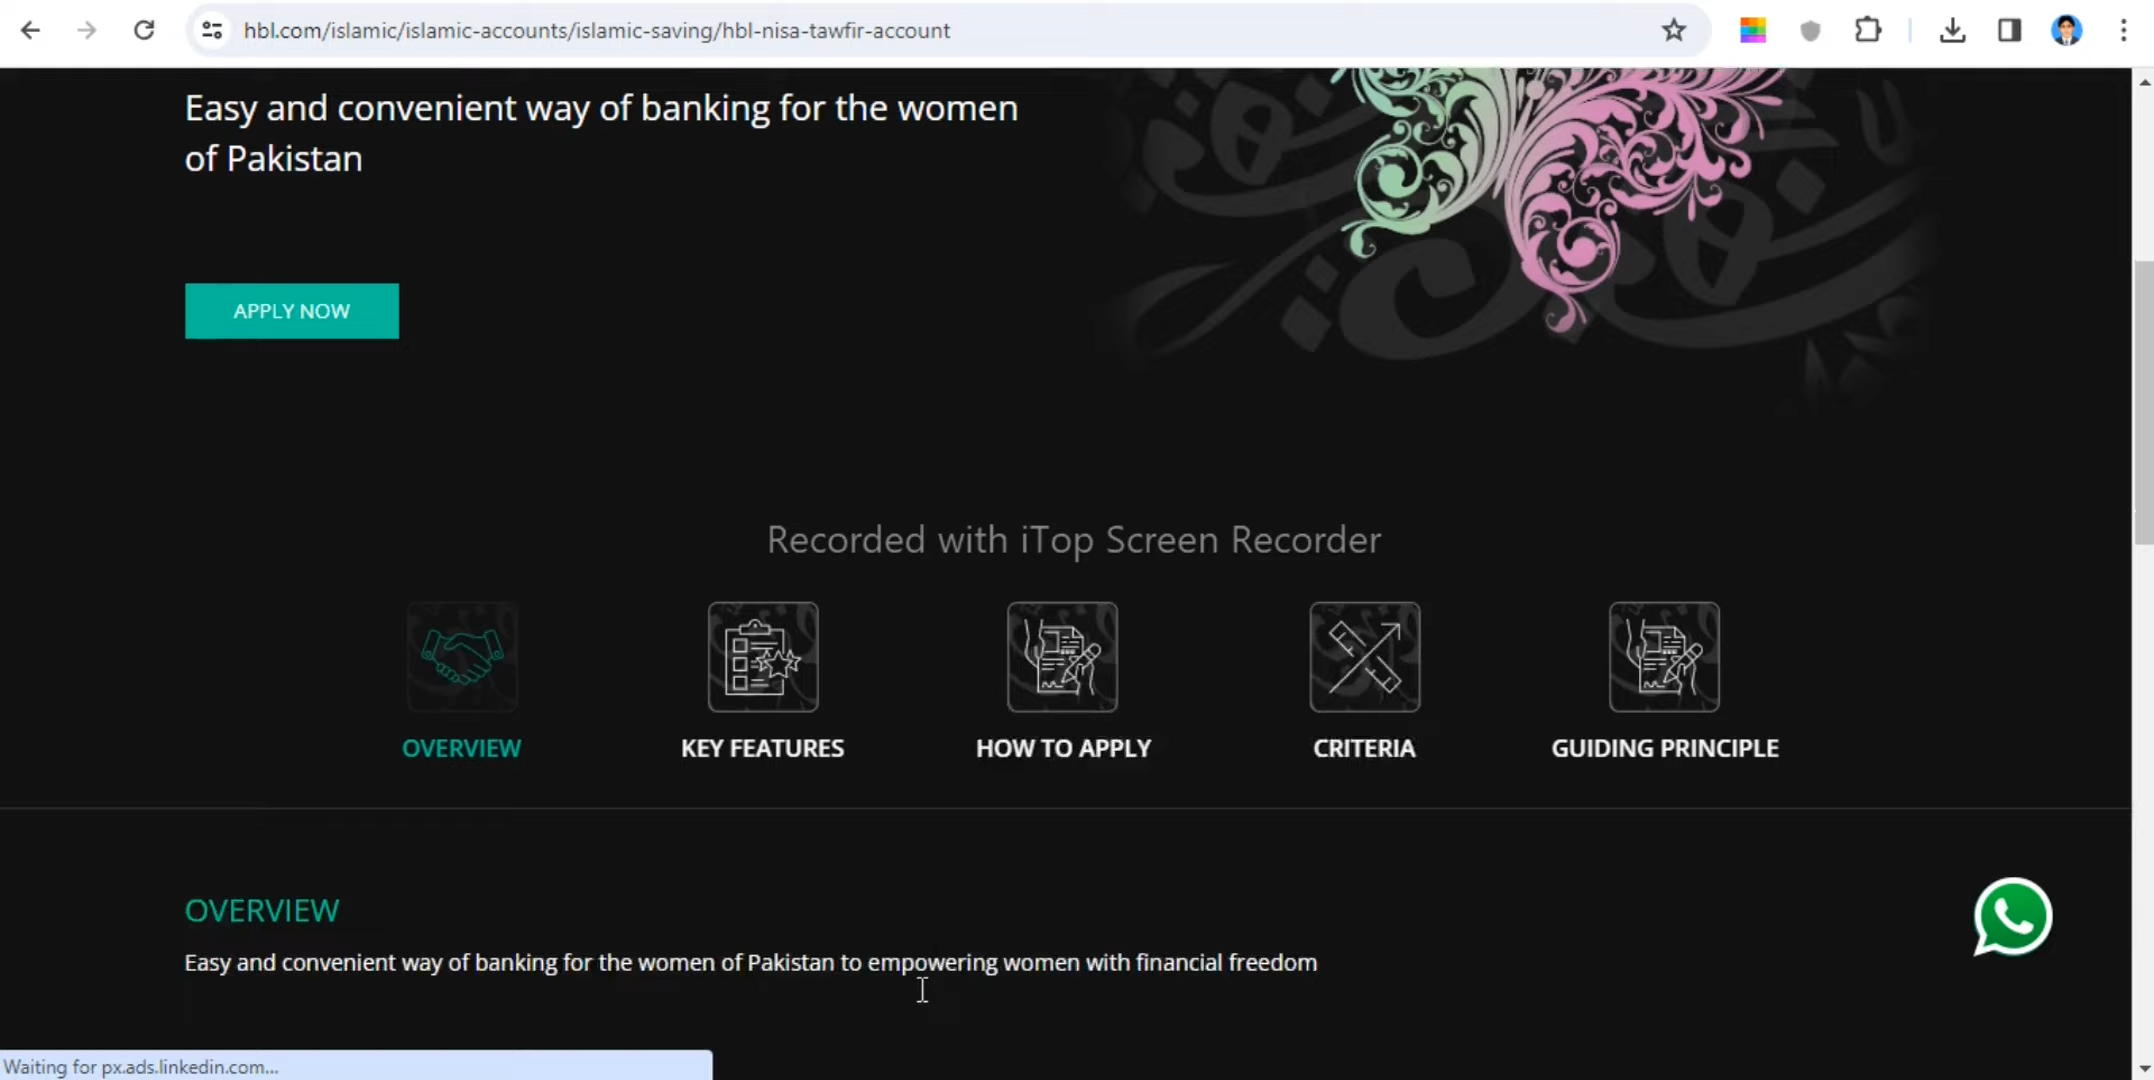 hbl.com/islamic/islamic-accounts/islamic-saving/hbl-nisa-tawfir-account
Easy and convenient way of banking for the women
of Pakistan
APPLY NOW
Recorded with iTop Screen Recorder
OVERVIEW
KEY FEATURES
HOW TO APPLY
CRITERIA
GUIDING PRINCIPLE
OVERVIEW
Easy and convenient way of banking for the women of Pakistan to empowering women with financial freedom
Waiting for px.ads.linkedin.com...